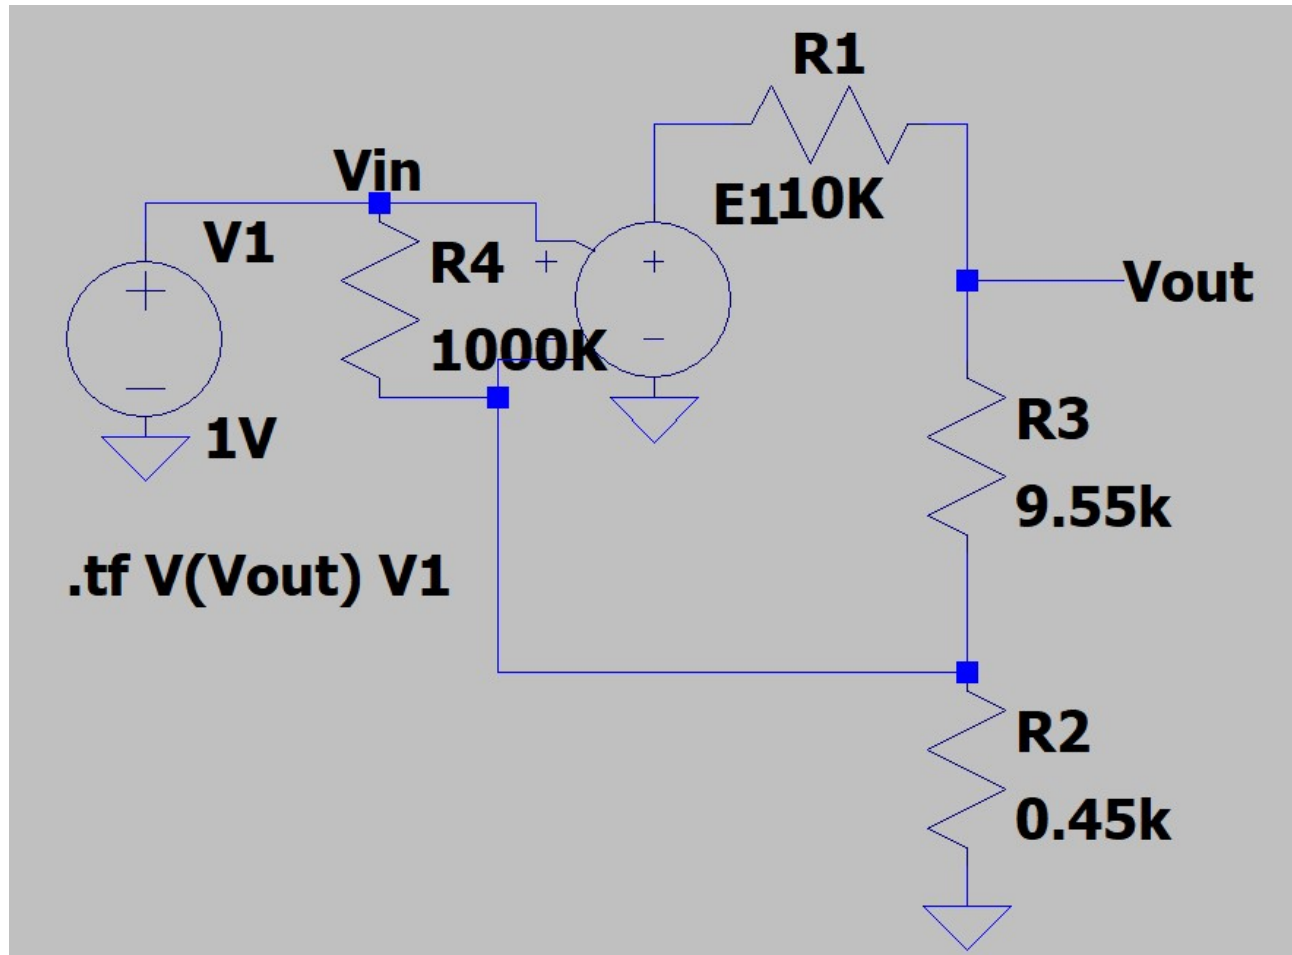 R1
Vin
E1
10K
V1
R4
1000K
Vout
1V
R3
9.55k
.tf V(Vout) V1
R2
0.45k